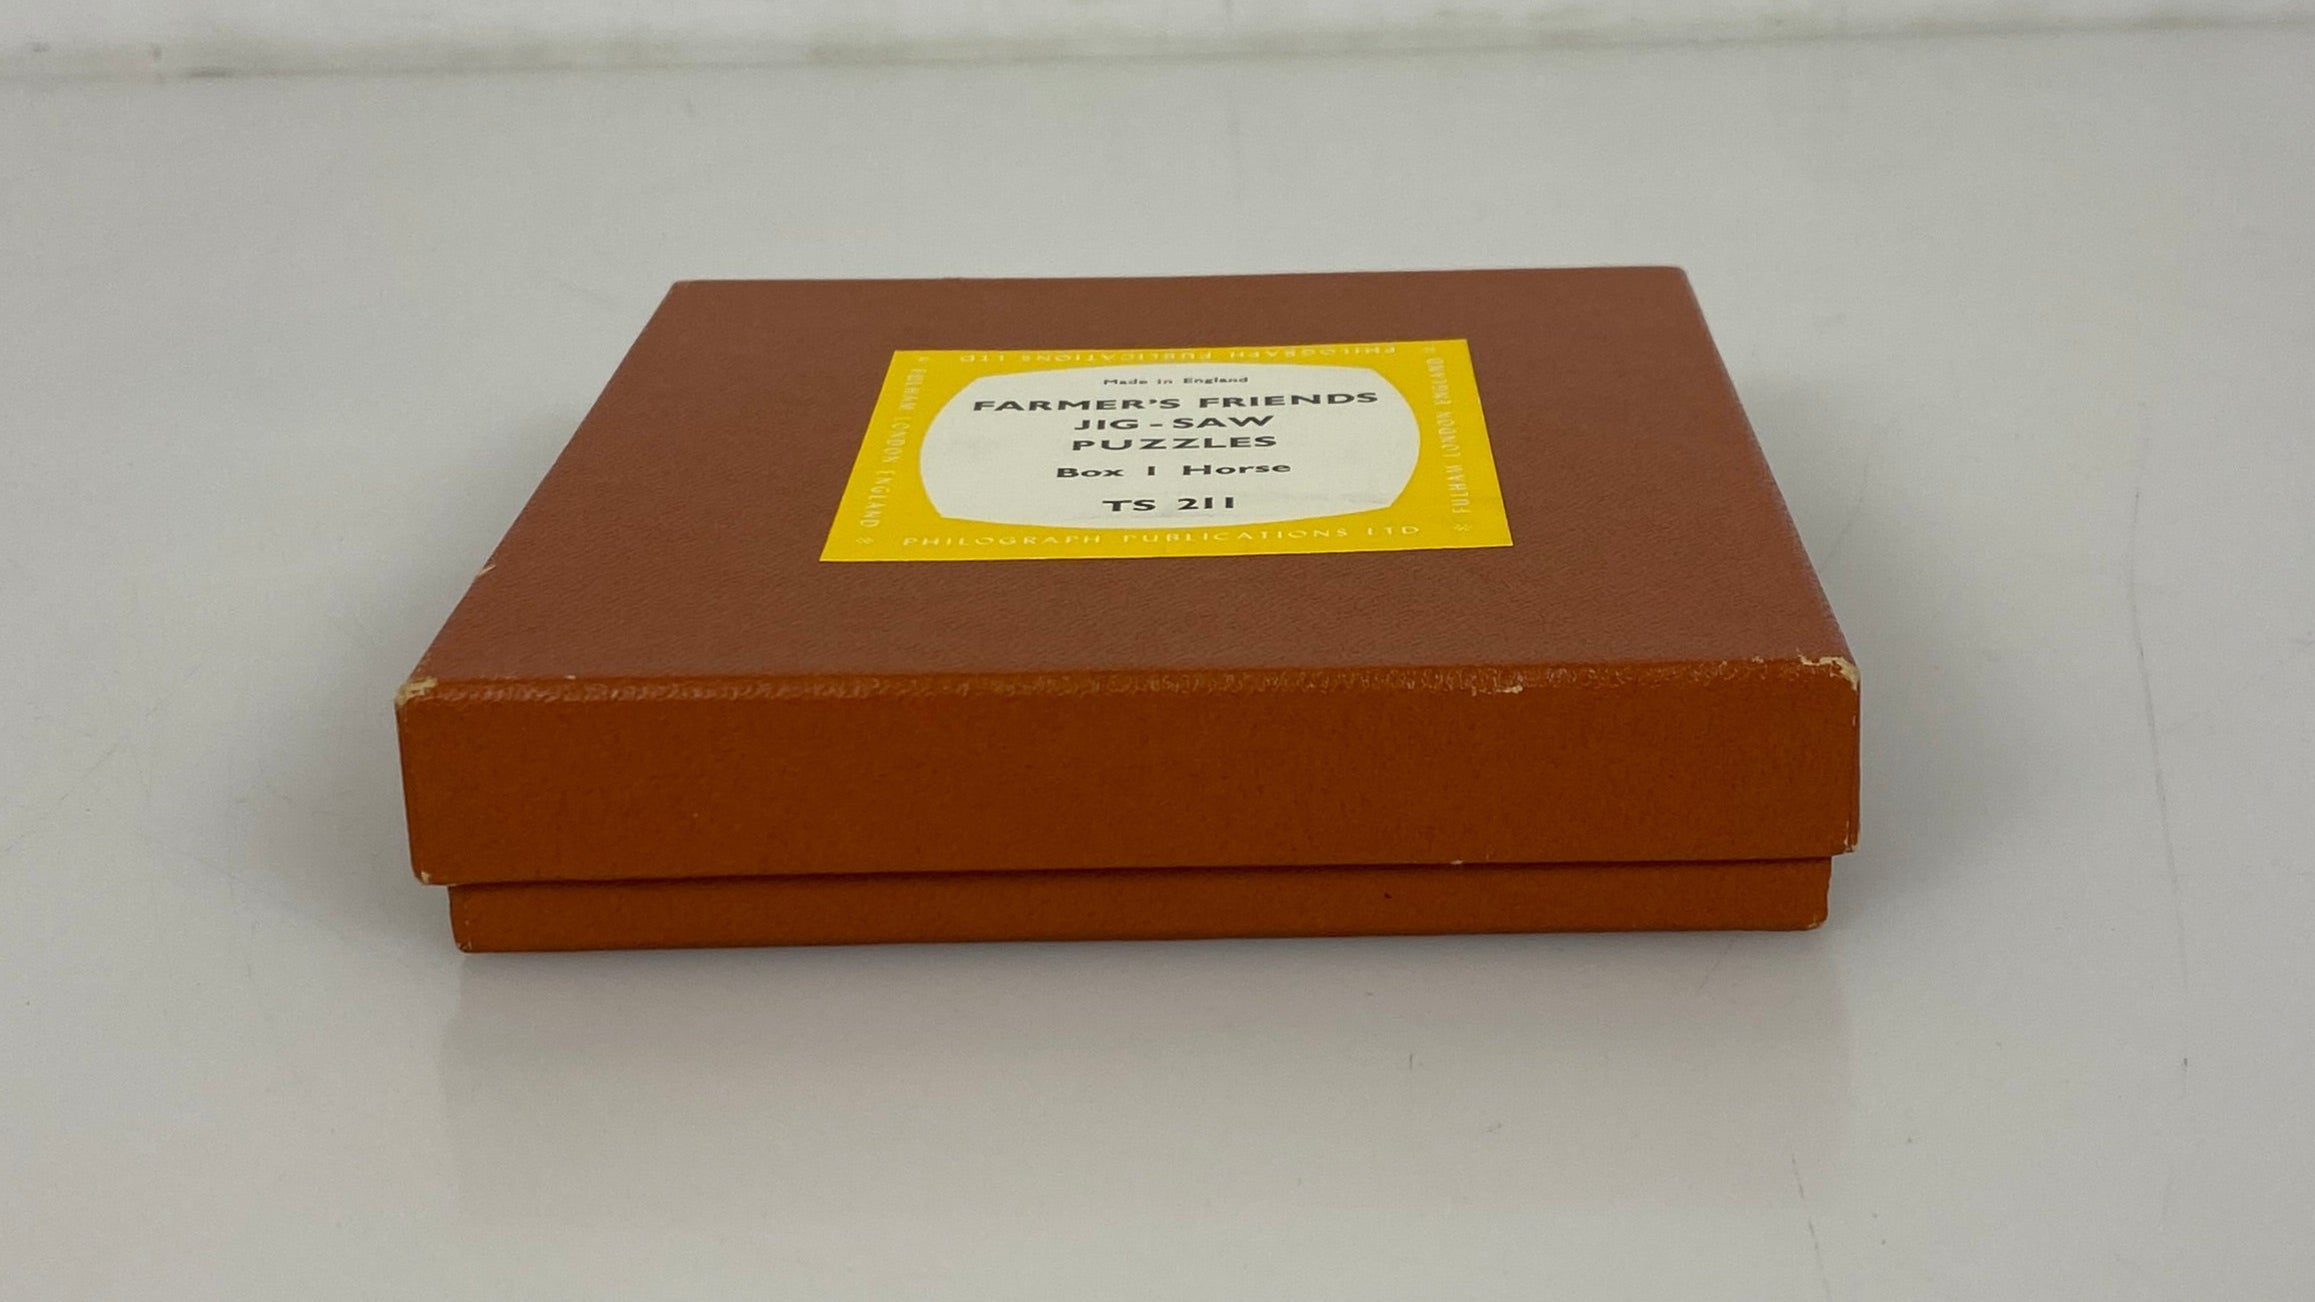 PHILOGRAPH PUBLICATIONS LTD
Made in England
FARMER'S FRIENDS
JIG-SAW
PUZZLES
Box 1 Horse
TS 211
FULHAM LONDON ENGLAND
FULHAM LONDON ENGLAND
PHILOGRAPH PUBLICATIONS LTD